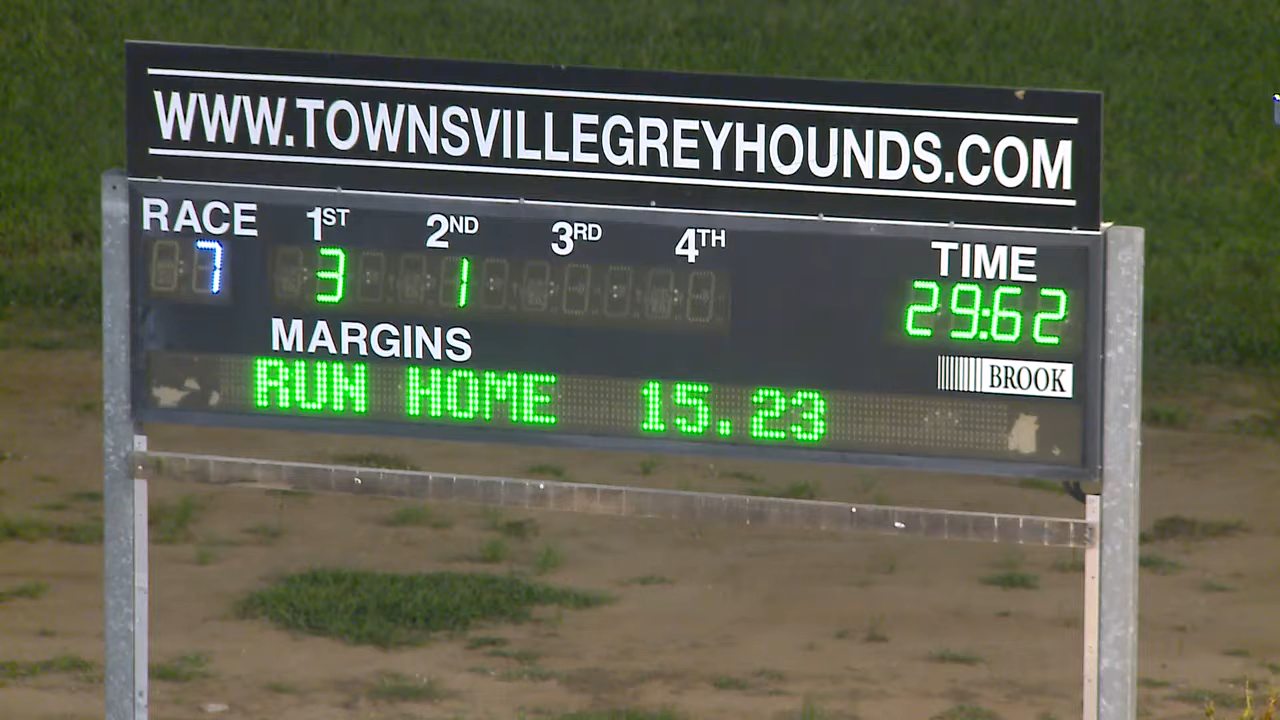 WWW.TOWNSVILLEGREYHOUNDS.COM
RACE 1ST 2ND 3RD 4TH TIME
7 3 1 29:62
MARGINS BROOK
RUN HOME 15.23